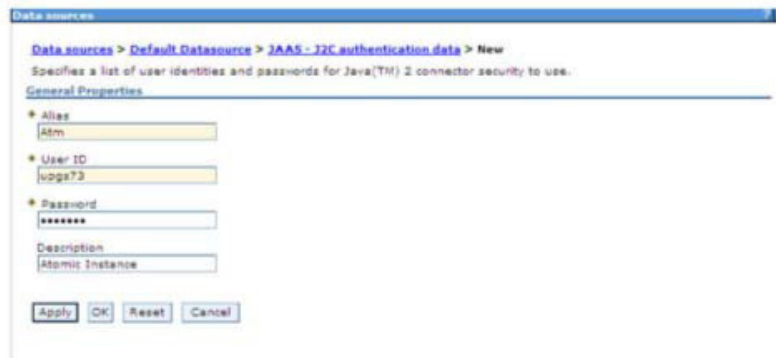 Data sources ?
Data sources > Default Datasource > JAAS - J2C authentication data > New
Specifies a list of user identities and passwords for Java(TM) 2 connector security to use.
General Properties
Alias
Atm
User ID
upgs73
Password
•••••••
Description
Atomic Instance
Apply OK Reset Cancel